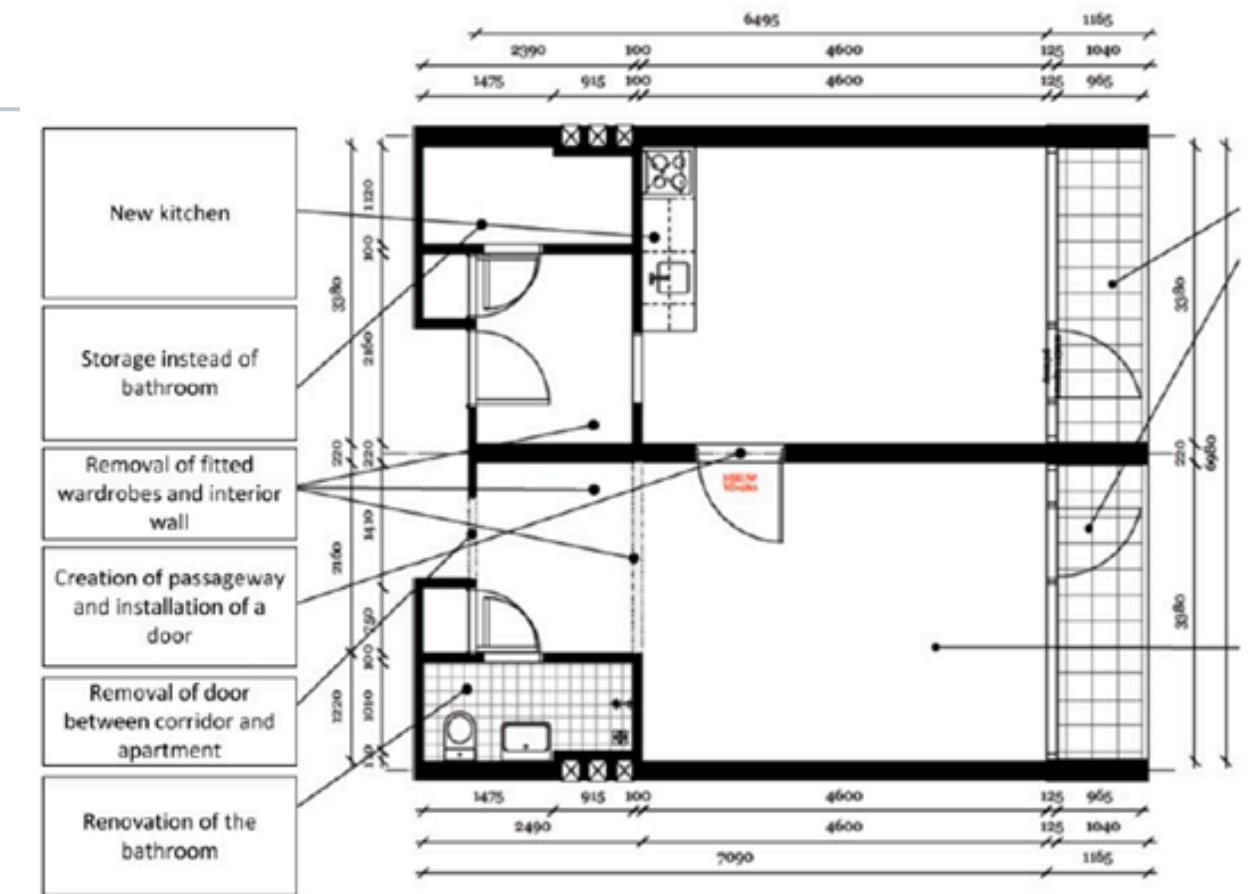 6495 1165
2390 100 4600 125 1040
1475 915 100 4600 125 965
New kitchen
Storage instead of
bathroom
Removal of fitted
wardrobes and interior
wall
Creation of passageway
and installation of a
door
Removal of door
between corridor and
apartment
Renovation of the
bathroom
3380
1120
100
2160
220
220
2160
1410
750
100
1220
1010
3380
220
3380
6980
1475 915 100 4600 125 965
2490 4600 125 1040
7090 1165